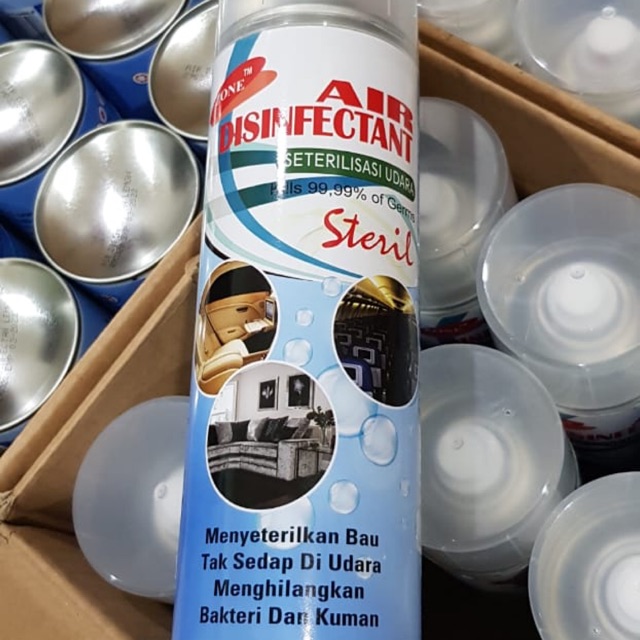 ONE™
AIR
DISINFECTANT
SETERILISASI UDARA
Kills 99,99% of Germs
Steril
Menyeterilkan Bau
Tak Sedap Di Udara
Menghilangkan
Bakteri Dan Kuman